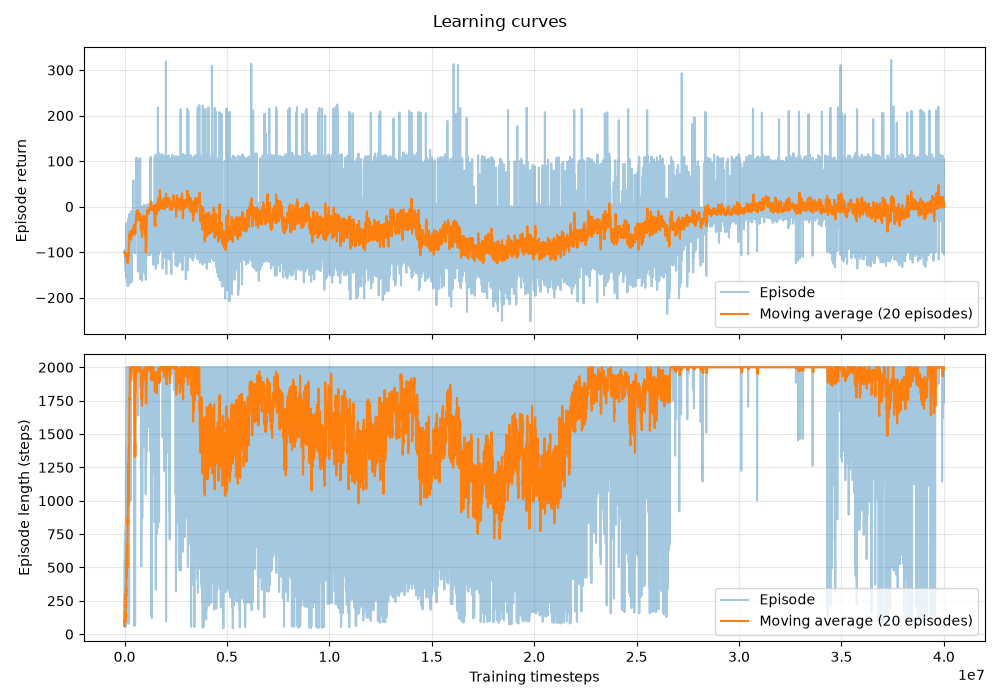 Learning curves
Episode return
300
200
100
0
−100
−200
Episode
Moving average (20 episodes)
Episode length (steps)
2000
1750
1500
1250
1000
750
500
250
0
Episode
Moving average (20 episodes)
0.0 0.5 1.0 1.5 2.0 2.5 3.0 3.5 4.0
1e7
Training timesteps